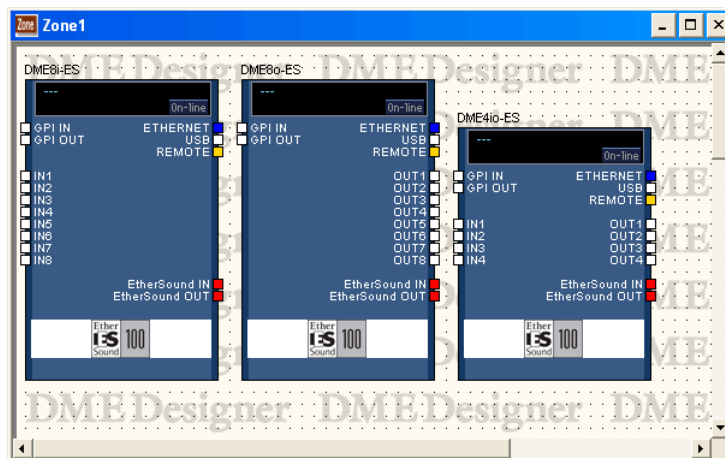 Zone Zone1
DME8i-ES
---
On-line
GPI IN ETHERNET
GPI OUT USB
REMOTE
IN1
IN2
IN3
IN4
IN5
IN6
IN7
IN8
EtherSound IN
EtherSound OUT
Ether
ES 100
Sound
DME8o-ES
---
On-line
GPI IN ETHERNET
GPI OUT USB
REMOTE
OUT1
OUT2
OUT3
OUT4
OUT5
OUT6
OUT7
OUT8
EtherSound IN
EtherSound OUT
Ether
ES 100
Sound
DME4io-ES
---
On-line
GPI IN ETHERNET
GPI OUT USB
REMOTE
IN1 OUT1
IN2 OUT2
IN3 OUT3
IN4 OUT4
EtherSound IN
EtherSound OUT
Ether
ES 100
Sound
DME Designer DME Designer DME